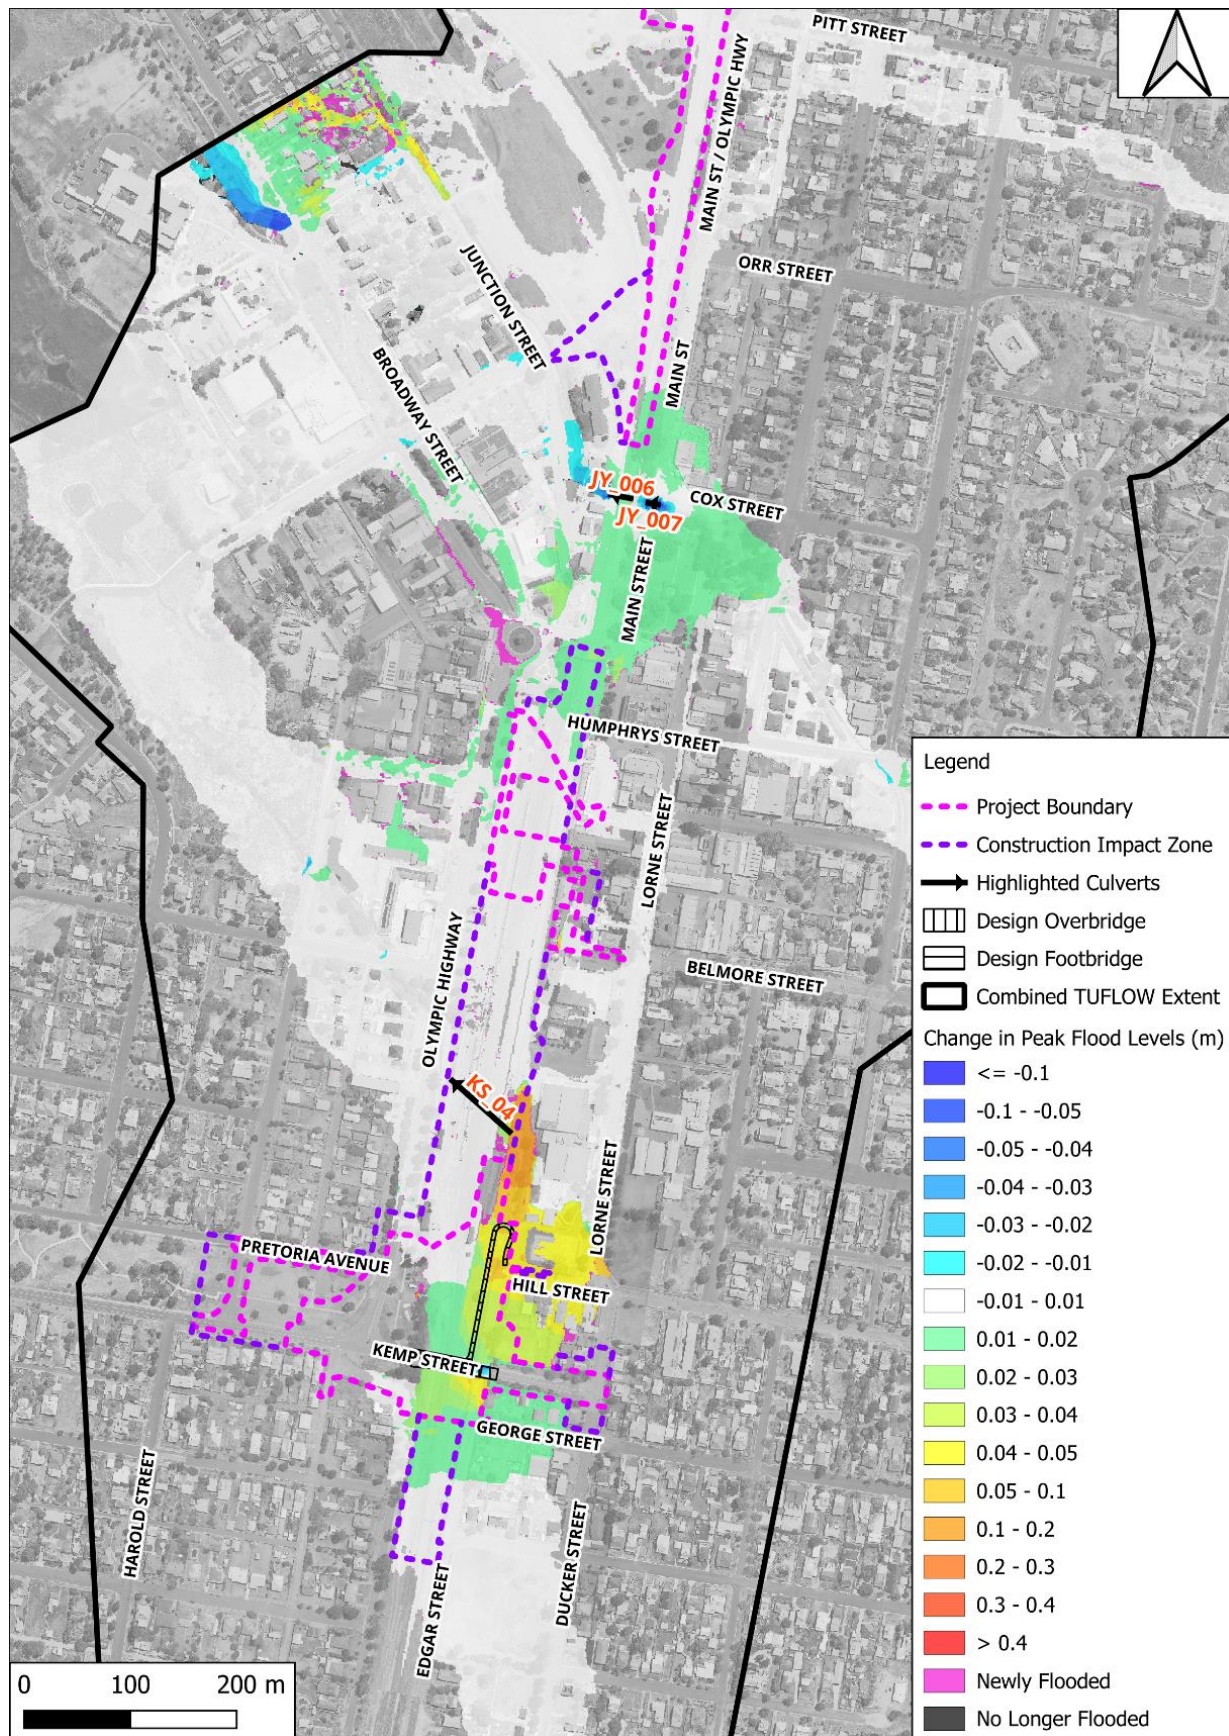 PITT STREET
MAIN ST / OLYMPIC HWY
ORR STREET
JUNCTION STREET
MAIN ST
BROADWAY STREET
JY_006
COX STREET
JY_007
MAIN STREET
HUMPHRYS STREET
LORNE STREET
OLYMPIC HIGHWAY
BELMORE STREET
KS_04
LORNE STREET
PRETORIA AVENUE
HILL STREET
KEMP STREET
GEORGE STREET
HAROLD STREET
DUCKER STREET
EDGAR STREET
0 100 200 m
Legend
Project Boundary
Construction Impact Zone
Highlighted Culverts
Design Overbridge
Design Footbridge
Combined TUFLOW Extent
Change in Peak Flood Levels (m)
<= -0.1
-0.1 - -0.05
-0.05 - -0.04
-0.04 - -0.03
-0.03 - -0.02
-0.02 - -0.01
-0.01 - 0.01
0.01 - 0.02
0.02 - 0.03
0.03 - 0.04
0.04 - 0.05
0.05 - 0.1
0.1 - 0.2
0.2 - 0.3
0.3 - 0.4
> 0.4
Newly Flooded
No Longer Flooded